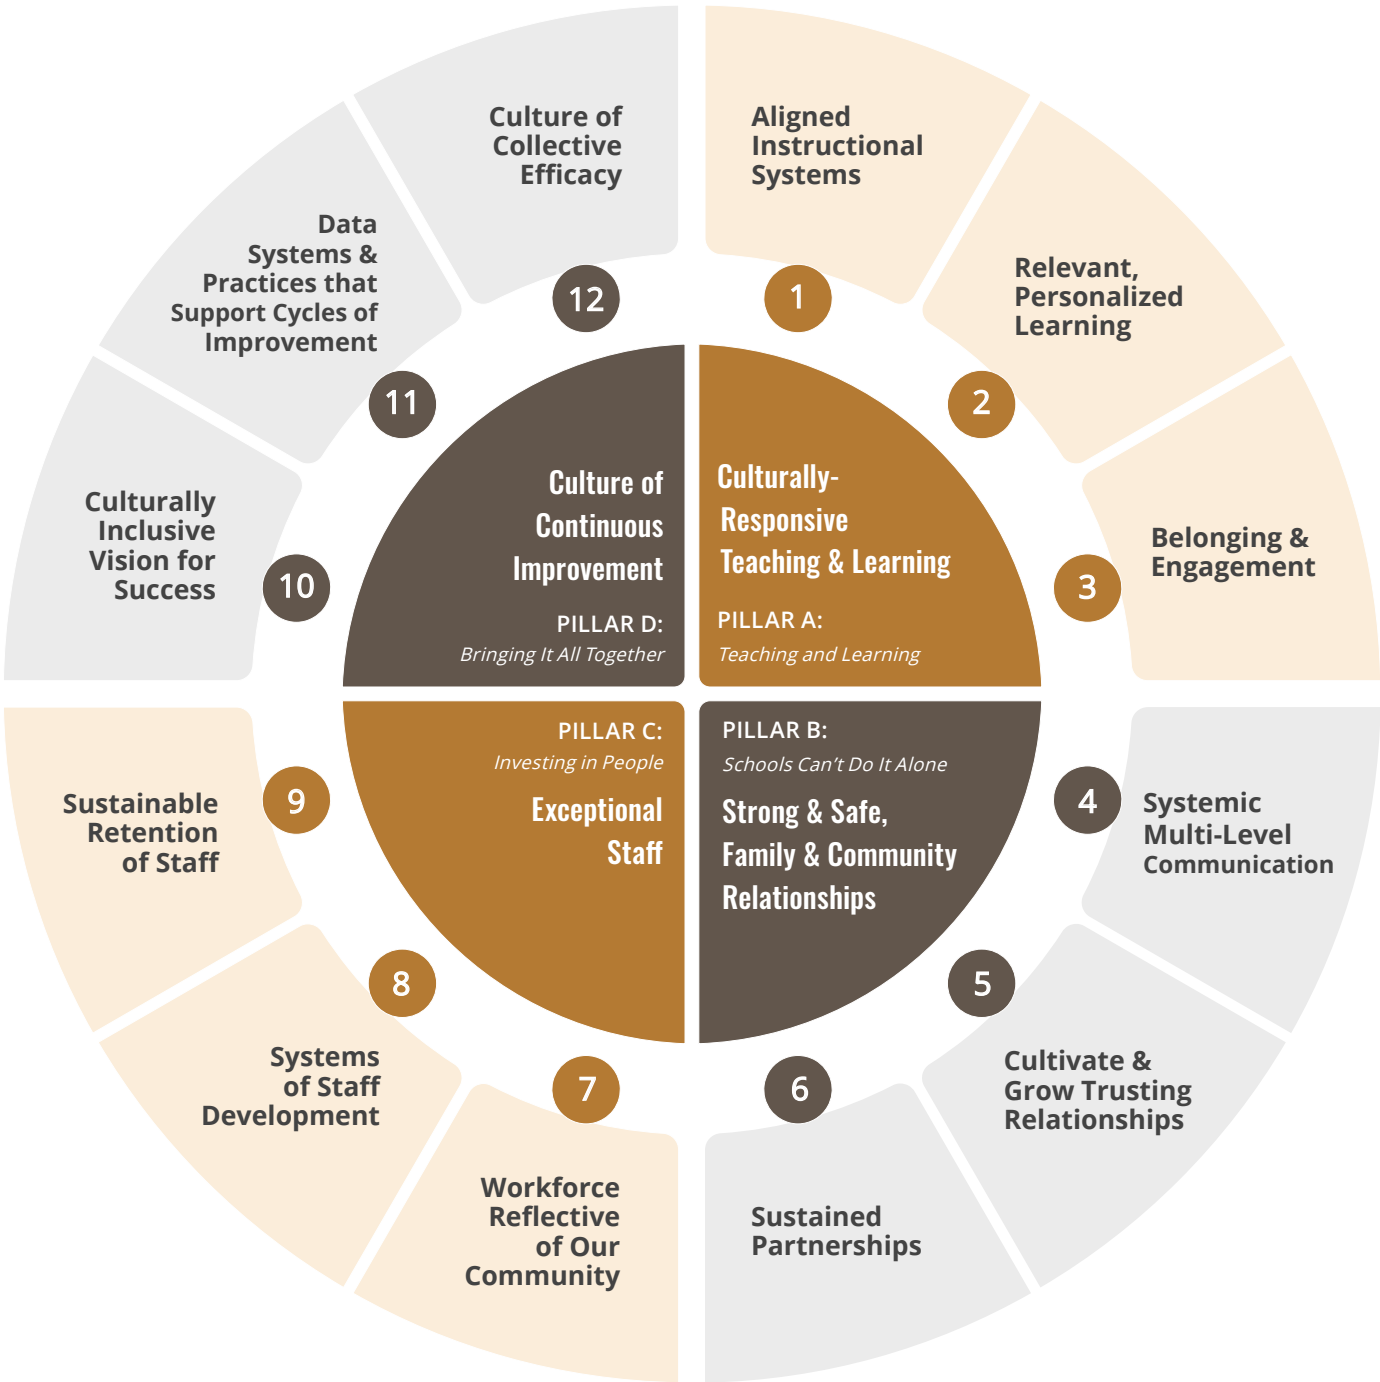 Culture of
Collective
Efficacy
12
Aligned
Instructional
Systems
1
Relevant,
Personalized
Learning
2
Belonging &
Engagement
3
Systemic
Multi-Level
Communication
4
Cultivate &
Grow Trusting
Relationships
5
Sustained
Partnerships
6
Workforce
Reflective
of Our
Community
7
Systems
of Staff
Development
8
Sustainable
Retention
of Staff
9
Culturally
Inclusive
Vision for
Success
10
Data
Systems &
Practices that
Support Cycles of
Improvement
11
Culture of
Continuous
Improvement
PILLAR D:
Bringing It All Together
Culturally-
Responsive
Teaching & Learning
PILLAR A:
Teaching and Learning
PILLAR C:
Investing in People
Exceptional
Staff
PILLAR B:
Schools Can’t Do It Alone
Strong & Safe,
Family & Community
Relationships